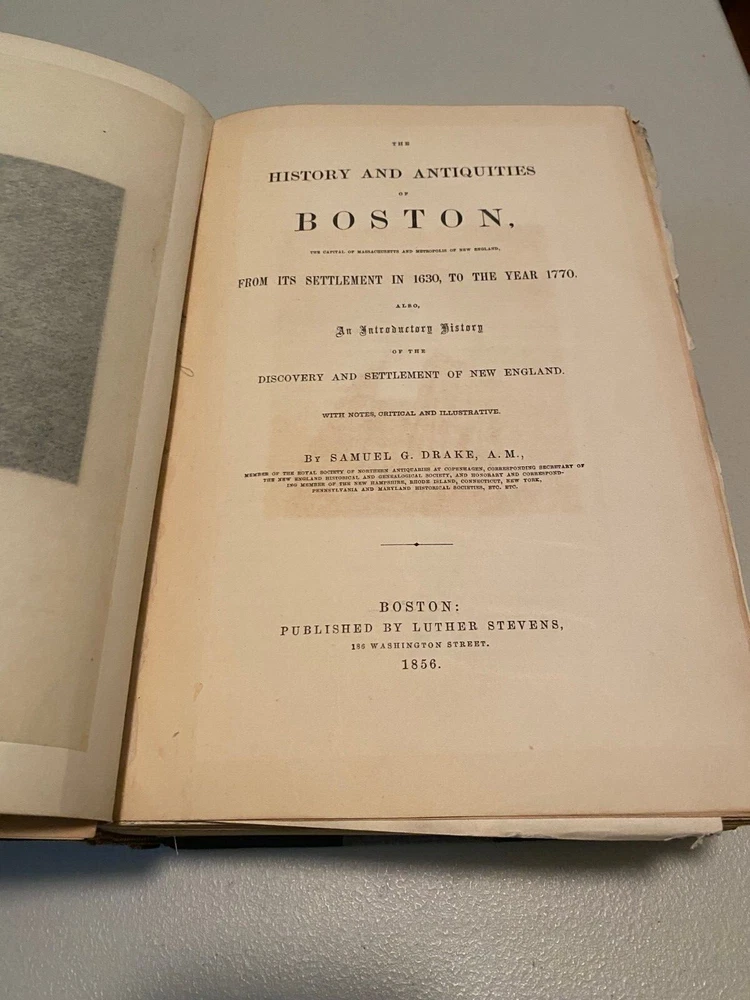 THE
HISTORY AND ANTIQUITIES
OF
BOSTON,
THE CAPITAL OF MASSACHUSETTS AND METROPOLIS OF NEW ENGLAND,
FROM ITS SETTLEMENT IN 1630, TO THE YEAR 1770.
ALSO,
An Introductory History
OF THE
DISCOVERY AND SETTLEMENT OF NEW ENGLAND.
WITH NOTES, CRITICAL AND ILLUSTRATIVE.
BY SAMUEL G. DRAKE, A.M.,
MEMBER OF THE ROYAL SOCIETY OF NORTHERN ANTIQUARIES AT COPENHAGEN, CORRESPONDING SECRETARY OF
THE NEW ENGLAND HISTORICAL AND GENEALOGICAL SOCIETY, AND HONORARY AND CORRESPOND-
ING MEMBER OF THE NEW HAMPSHIRE, RHODE ISLAND, CONNECTICUT, NEW YORK,
PENNSYLVANIA AND MARYLAND HISTORICAL SOCIETIES, ETC. ETC.
BOSTON:
PUBLISHED BY LUTHER STEVENS,
186 WASHINGTON STREET.
1856.